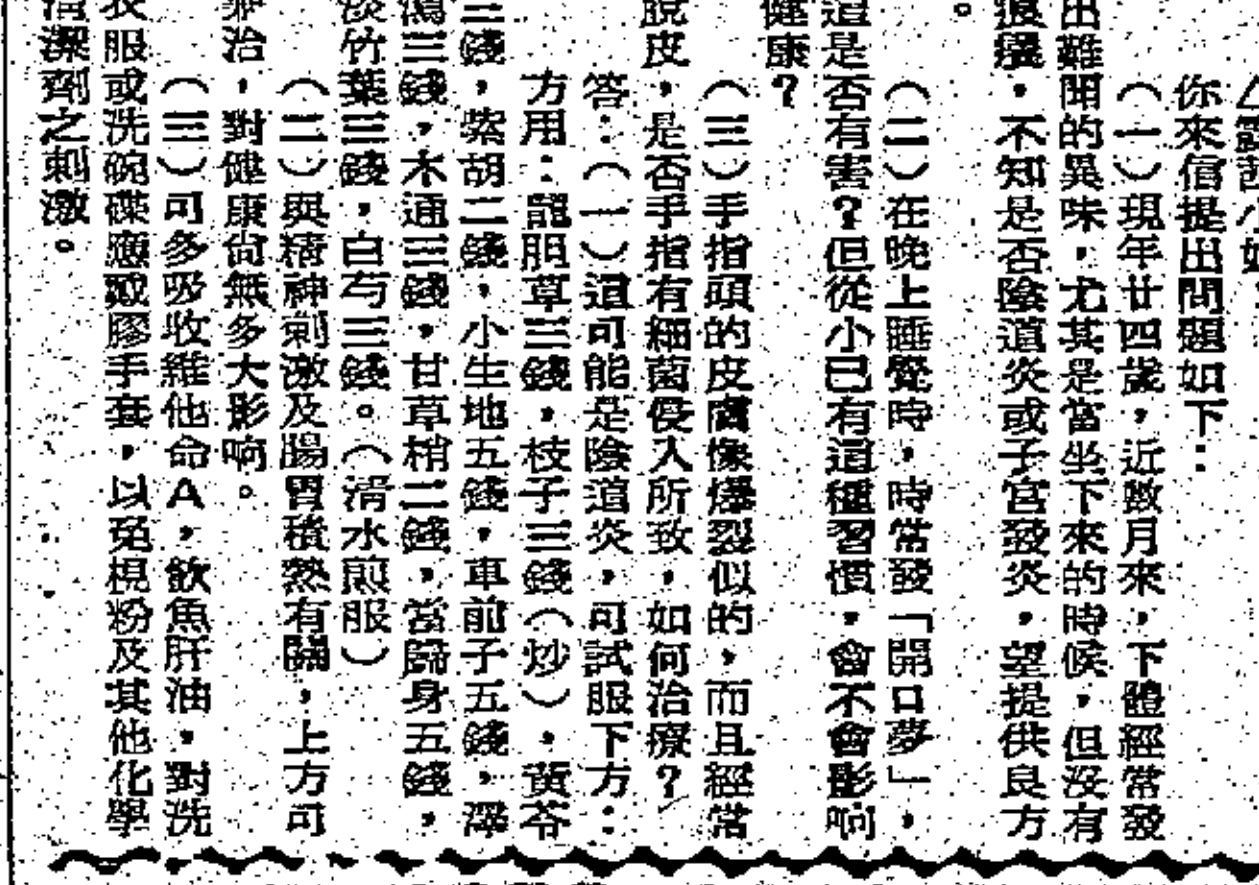 △露茜小姐：
你來信提出問題如下：
（一）現年廿四歲，近數月來，下體經常發
出難聞的異味，尤其是當坐下來的時候，但沒有
痕癢，不知是否陰道炎或子宮發炎，望提供良方
。
（二）在晚上睡覺時，時常發「開口夢」，
這是否有害？但從小已有這種習慣，會不會影响
健康？
（三）手指頭的皮膚像爆裂似的，而且經常
脫皮，是否手指有細菌侵入所致，如何治療？
答：（一）這可能是陰道炎，可試服下方：
方用：龍胆草三錢，枝子三錢（炒），黃芩
三錢，柴胡二錢，小生地五錢，車前子五錢，澤
瀉三錢，木通三錢，甘草梢二錢，當歸身五錢，
淡竹葉三錢，白芍三錢。（清水煎服）
（二）與精神刺激及腸胃積熱有關，上方可
治，對健康尚無多大影响。
（三）可多吸收維他命A，飲魚肝油，對洗
衣服或洗碗碟應戴膠手套，以免梘粉及其他化學
清潔劑之刺激。